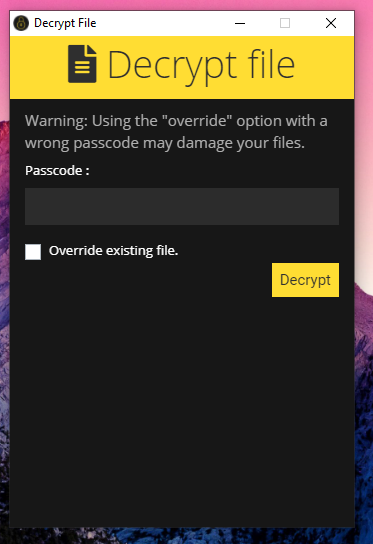 Decrypt File
Decrypt file
Warning: Using the "override" option with a
wrong passcode may damage your files.
Passcode :
Override existing file.
Decrypt